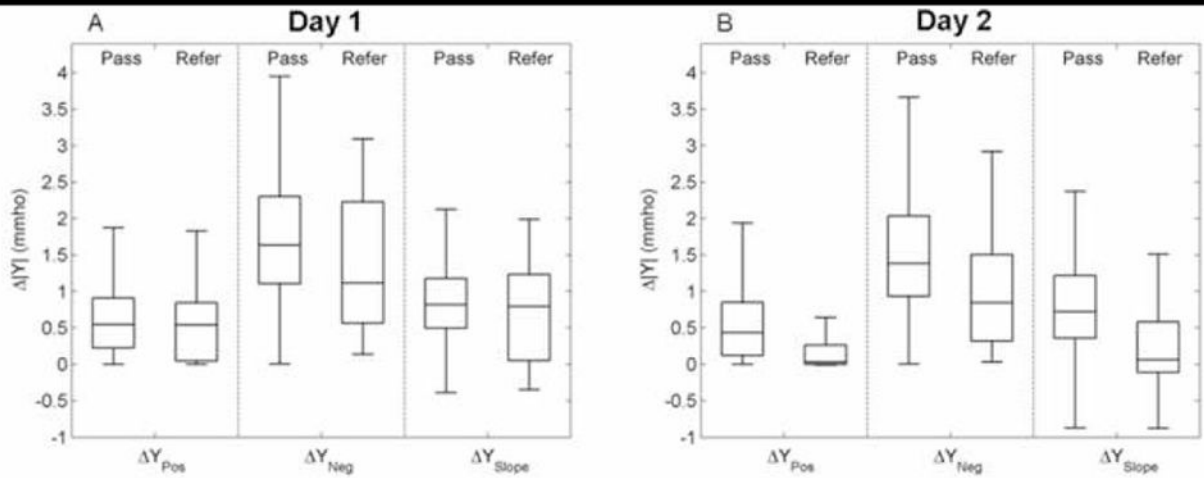 A Day 1
Pass Refer Pass Refer Pass Refer
4
3.5
3
2.5
2
1.5
1
0.5
0
-0.5
-1
Δ|Y| (mmho)
ΔY_Pos ΔY_Neg ΔY_Slope
B Day 2
Pass Refer Pass Refer Pass Refer
4
3.5
3
2.5
2
1.5
1
0.5
0
-0.5
-1
Δ|Y| (mmho)
ΔY_Pos ΔY_Neg ΔY_Slope